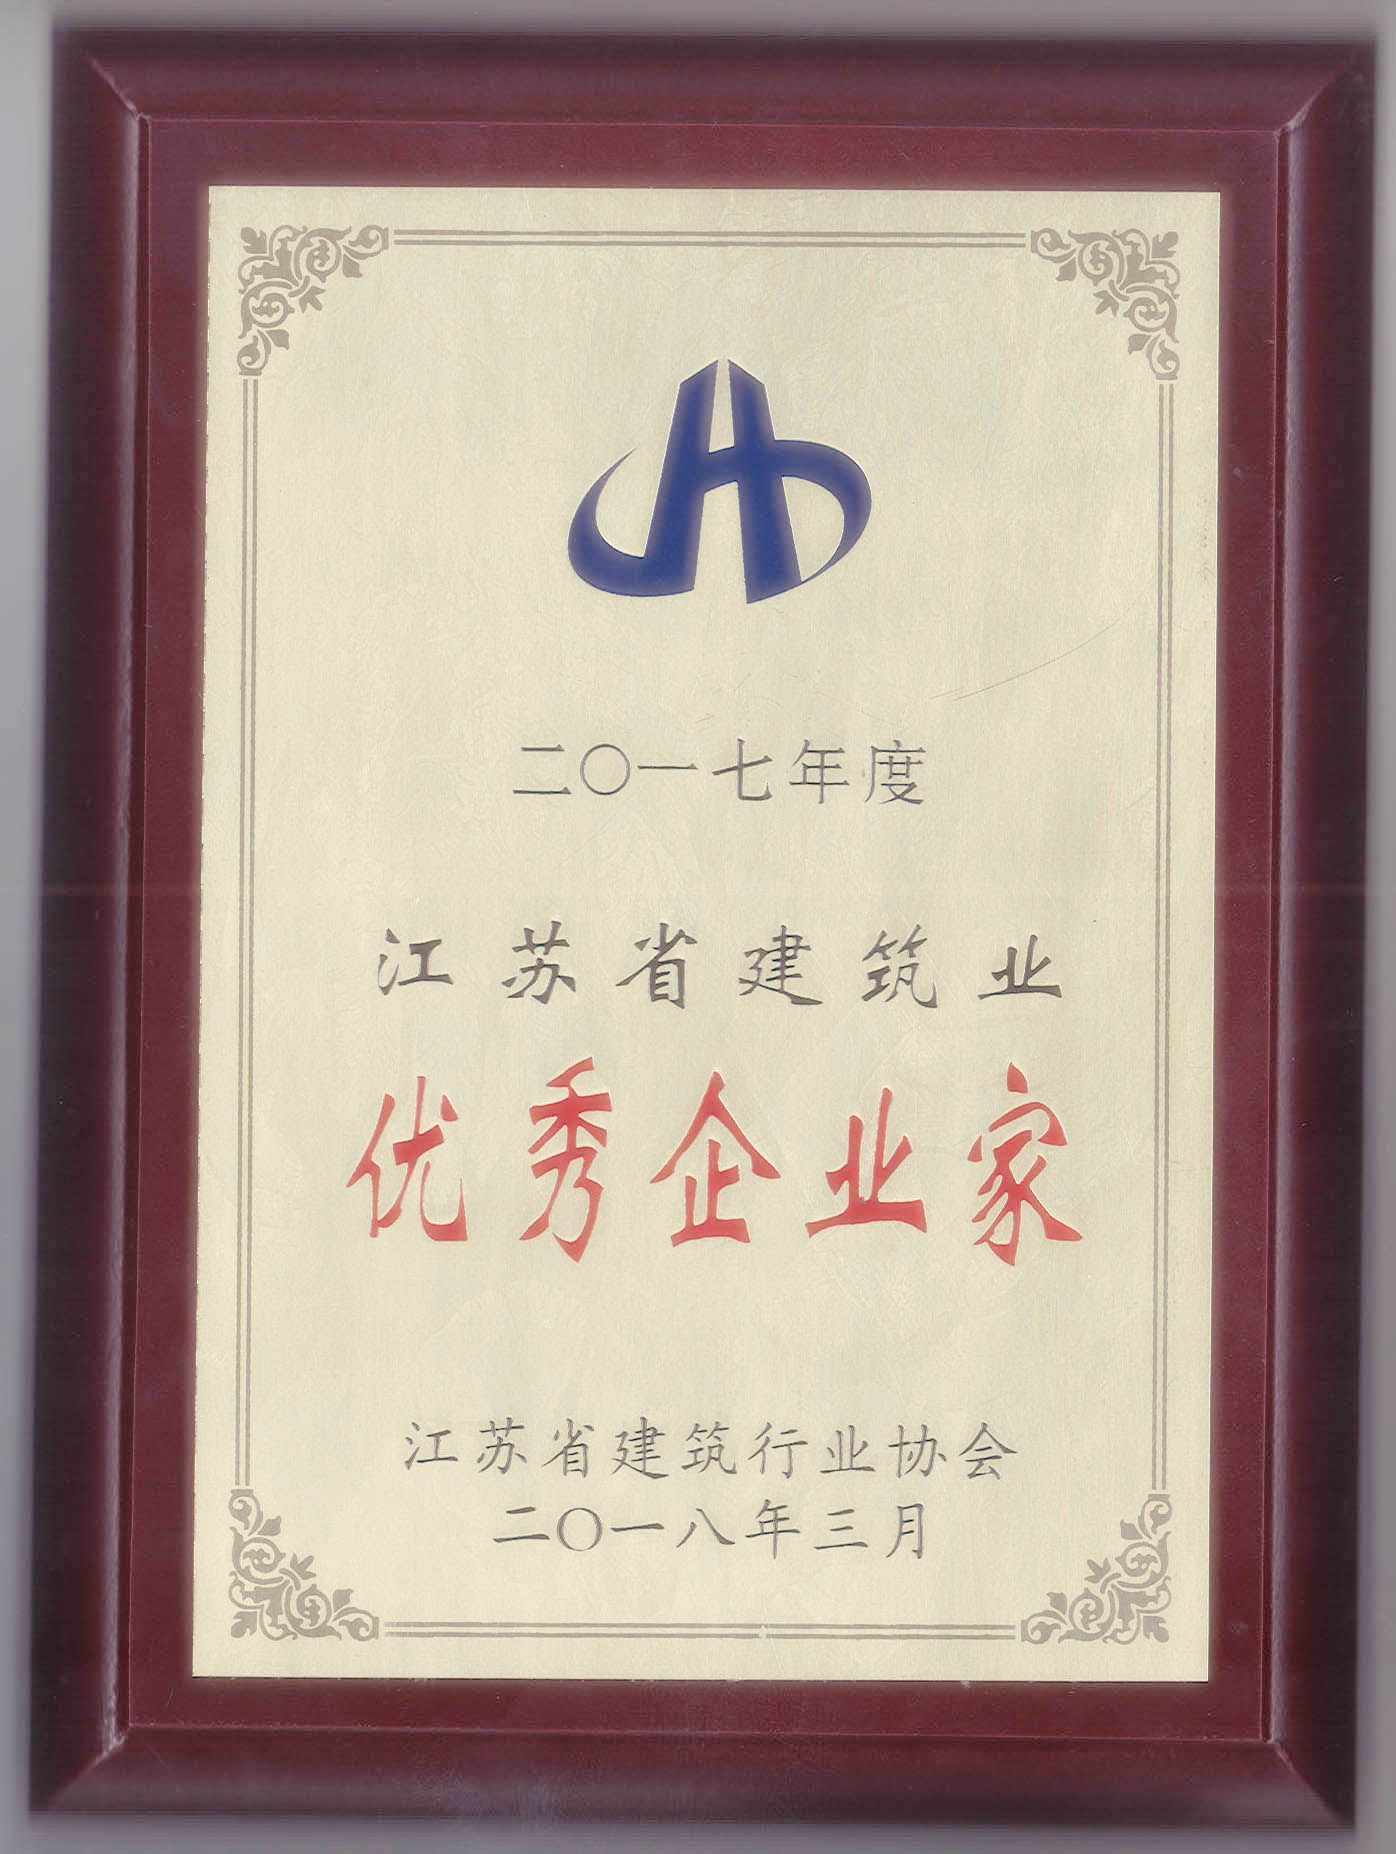 二〇一七年度
江苏省建筑业
优秀企业家
江苏省建筑行业协会
二〇一八年三月